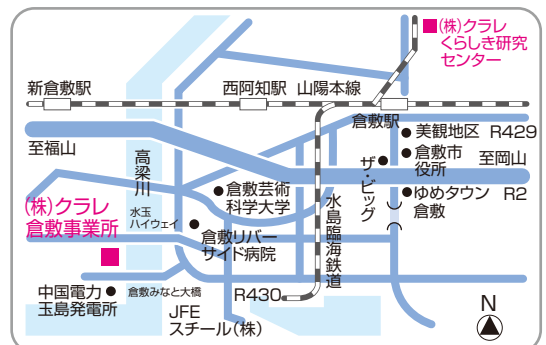 (株)クラレ
くらしき研究
センター
新倉敷駅
西阿知駅
山陽本線
倉敷駅
美観地区
R429
倉敷市
役所
至福山
至岡山
高梁川
ザ・ビッグ
ゆめタウン
倉敷
R2
倉敷芸術
科学大学
(株)クラレ
倉敷事業所
水玉
ハイウェイ
水島臨海鉄道
倉敷リバー
サイド病院
中国電力
玉島発電所
倉敷みなと大橋
R430
JFE
スチール(株)
N